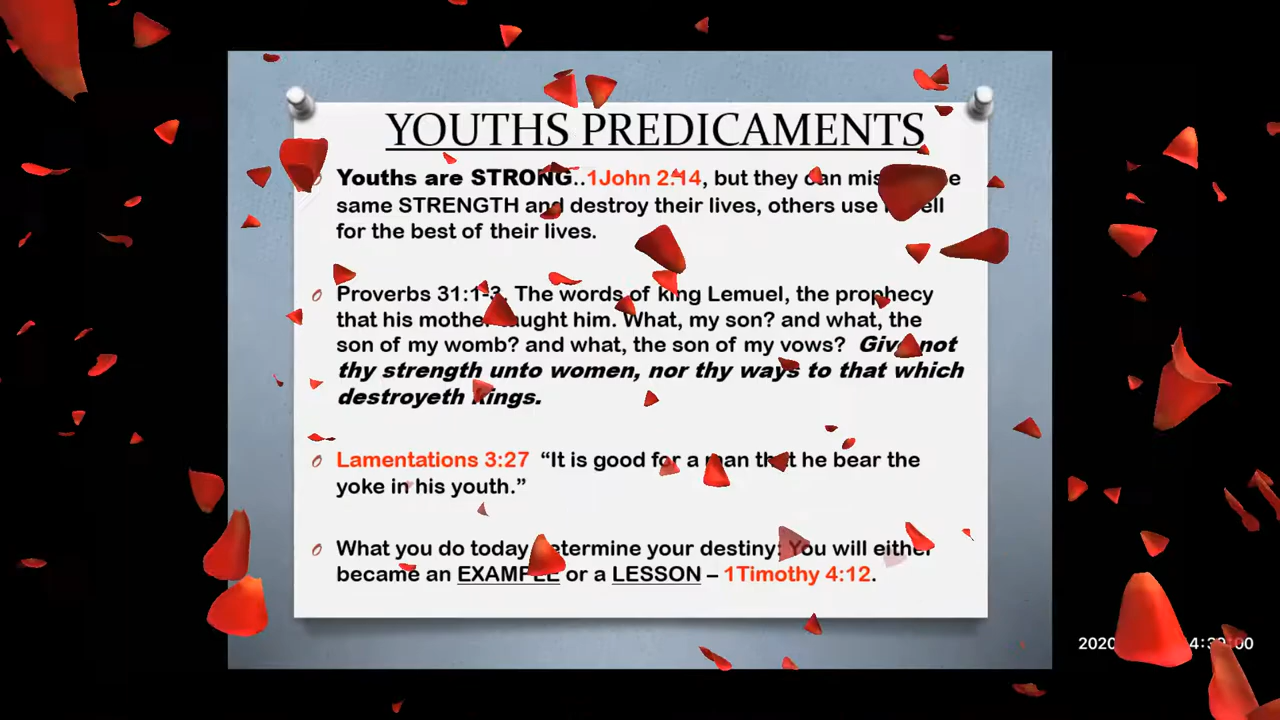 YOUTHS PREDICAMENTS
Youths are STRONG..1John 2:14, but they can
same STRENGTH and destroy their lives, others use
for the best of their lives.
Proverbs 31:1-3. The words of king Lemuel, the prophecy
that his mother taught him. What, my son? and what, the
son of my womb? and what, the son of my vows? Give not
thy strength unto women, nor thy ways to that which
destroyeth kings.
Lamentations 3:27 “It is good for a man that he bear the
yoke in his youth.”
What you do today determine your destiny: You will either
became an EXAMPLE or a LESSON – 1Timothy 4:12.
2020